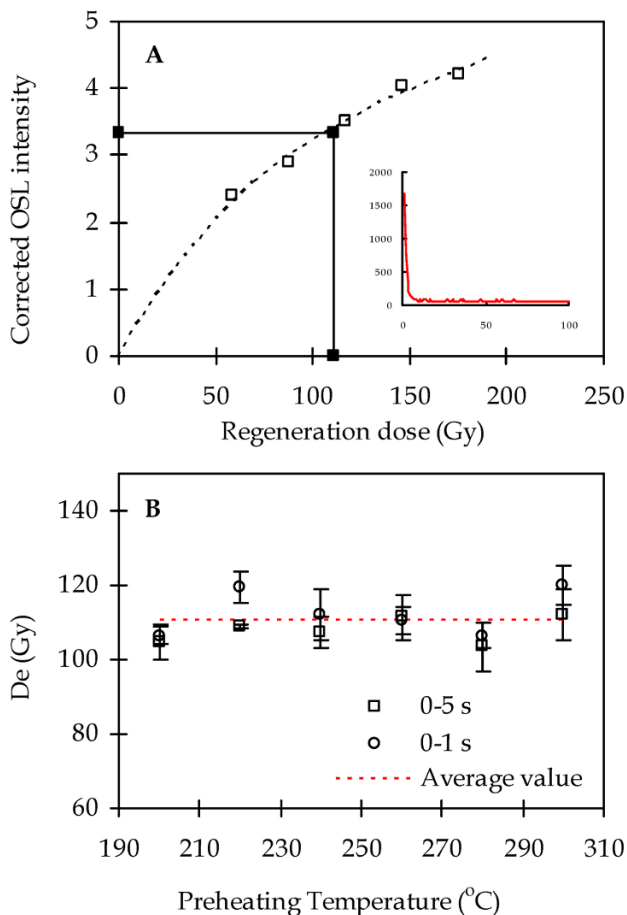 A
Corrected OSL intensity
5
4
3
2
1
0
2000
1500
1000
500
0
0 50 100
0 50 100 150 200 250
Regeneration dose (Gy)
B
De (Gy)
140
120
100
80
60
0-5 s
0-1 s
Average value
190 210 230 250 270 290 310
Preheating Temperature (°C)